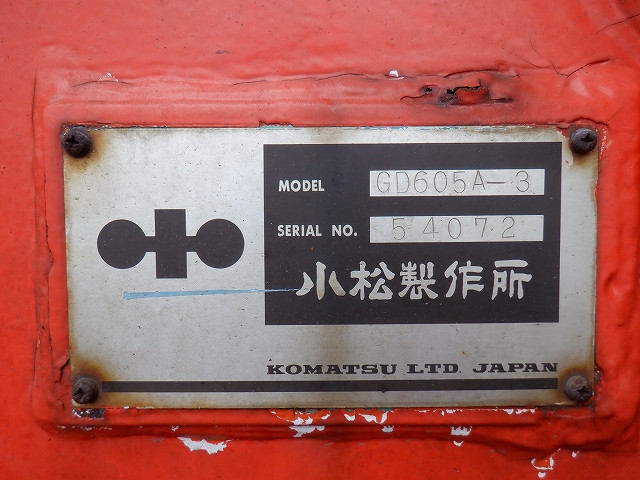 MODEL GD605A-3
SERIAL NO. 54072
小松製作所
KOMATSU LTD. JAPAN